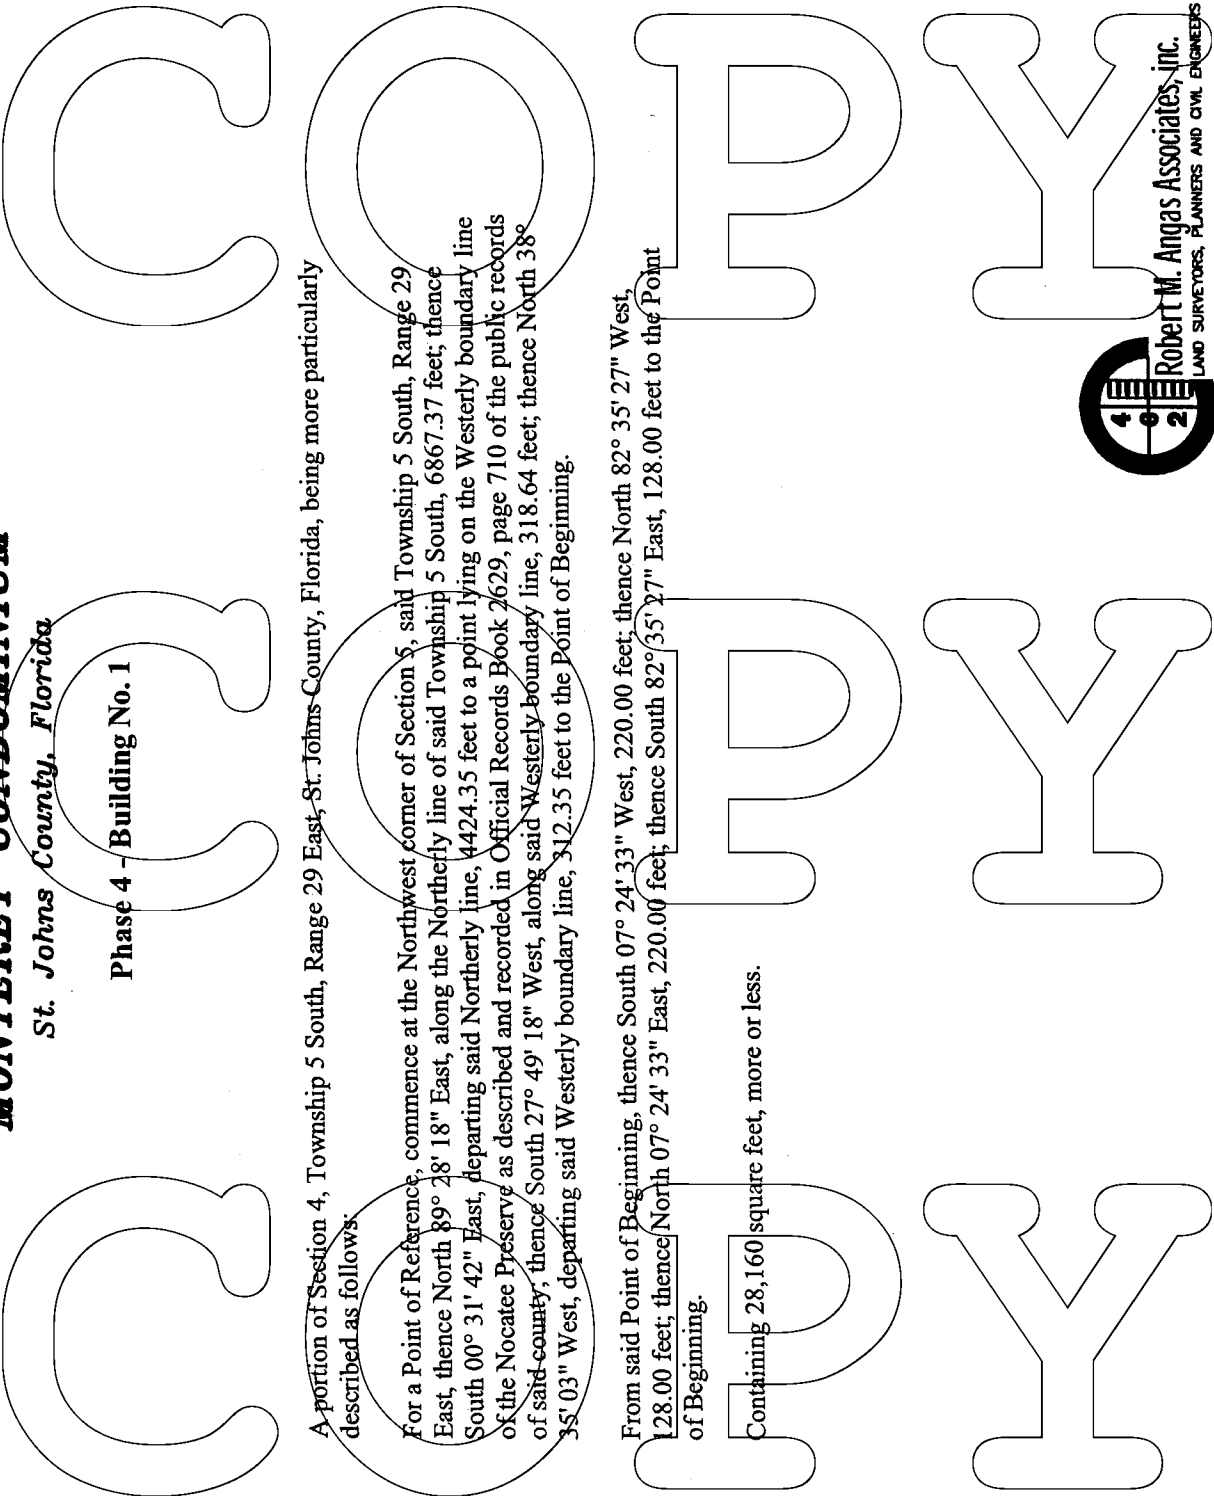 MONTEREY CONDOMINIUM
St. Johns County, Florida
Phase 4 - Building No. 1
A portion of Section 4, Township 5 South, Range 29 East, St. Johns County, Florida, being more particularly
described as follows:
For a Point of Reference, commence at the Northwest corner of Section 5, said Township 5 South, Range 29
East, thence North 89° 28' 18" East, along the Northerly line of said Township 5 South, 6867.37 feet; thence
South 00° 31' 42" East, departing said Northerly line, 4424.35 feet to a point lying on the Westerly boundary line
of the Nocatee Preserve as described and recorded in Official Records Book 2629, page 710 of the public records
of said county; thence South 27° 49' 18" West, along said Westerly boundary line, 318.64 feet; thence North 38°
35' 03" West, departing said Westerly boundary line, 312.35 feet to the Point of Beginning.
From said Point of Beginning, thence South 07° 24' 33" West, 220.00 feet; thence North 82° 35' 27" West,
128.00 feet; thence North 07° 24' 33" East, 220.00 feet; thence South 82° 35' 27" East, 128.00 feet to the Point
of Beginning.
Containing 28,160 square feet, more or less.
402
Robert M. Angas Associates, inc.
LAND SURVEYORS, PLANNERS AND CIVIL ENGINEERS
COPY
COPY
COPY